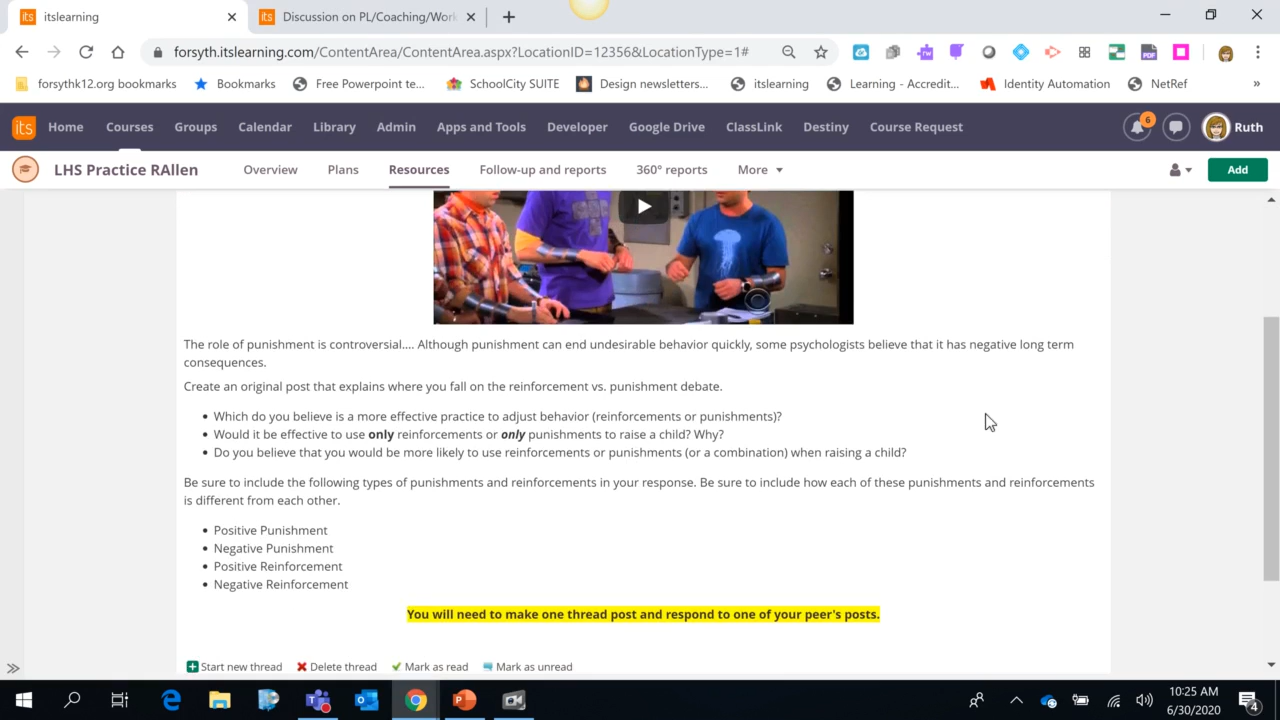 its itslearning
its Discussion on PL/Coaching/Work
forsyth.itslearning.com/ContentArea/ContentArea.aspx?LocationID=12356&LocationType=1#
PDF
forsythk12.org bookmarks Bookmarks Free Powerpoint te... SchoolCity SUITE Design newsletters... itslearning Learning - Accredit... Identity Automation NetRef »
its Home Courses Groups Calendar Library Admin Apps and Tools Developer Google Drive ClassLink Destiny Course Request 6 Ruth
LHS Practice RAllen Overview Plans Resources Follow-up and reports 360° reports More Add
The role of punishment is controversial.... Although punishment can end undesirable behavior quickly, some psychologists believe that it has negative long term
consequences.
Create an original post that explains where you fall on the reinforcement vs. punishment debate.
• Which do you believe is a more effective practice to adjust behavior (reinforcements or punishments)?
• Would it be effective to use only reinforcements or only punishments to raise a child? Why?
• Do you believe that you would be more likely to use reinforcements or punishments (or a combination) when raising a child?
Be sure to include the following types of punishments and reinforcements in your response. Be sure to include how each of these punishments and reinforcements
is different from each other.
• Positive Punishment
• Negative Punishment
• Positive Reinforcement
• Negative Reinforcement
You will need to make one thread post and respond to one of your peer's posts.
Start new thread Delete thread Mark as read Mark as unread
10:25 AM
6/30/2020
4